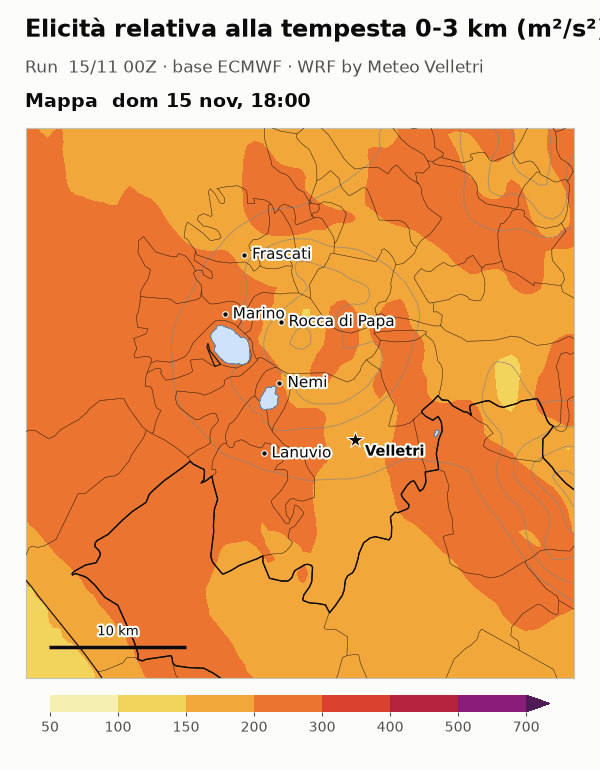 Elicità relativa alla tempesta 0-3 km (m²/s²)
Run 15/11 00Z · base ECMWF · WRF by Meteo Velletri
Mappa dom 15 nov, 18:00
Frascati
Marino
Rocca di Papa
Nemi
Velletri
Lanuvio
10 km
50 100 150 200 300 400 500 700